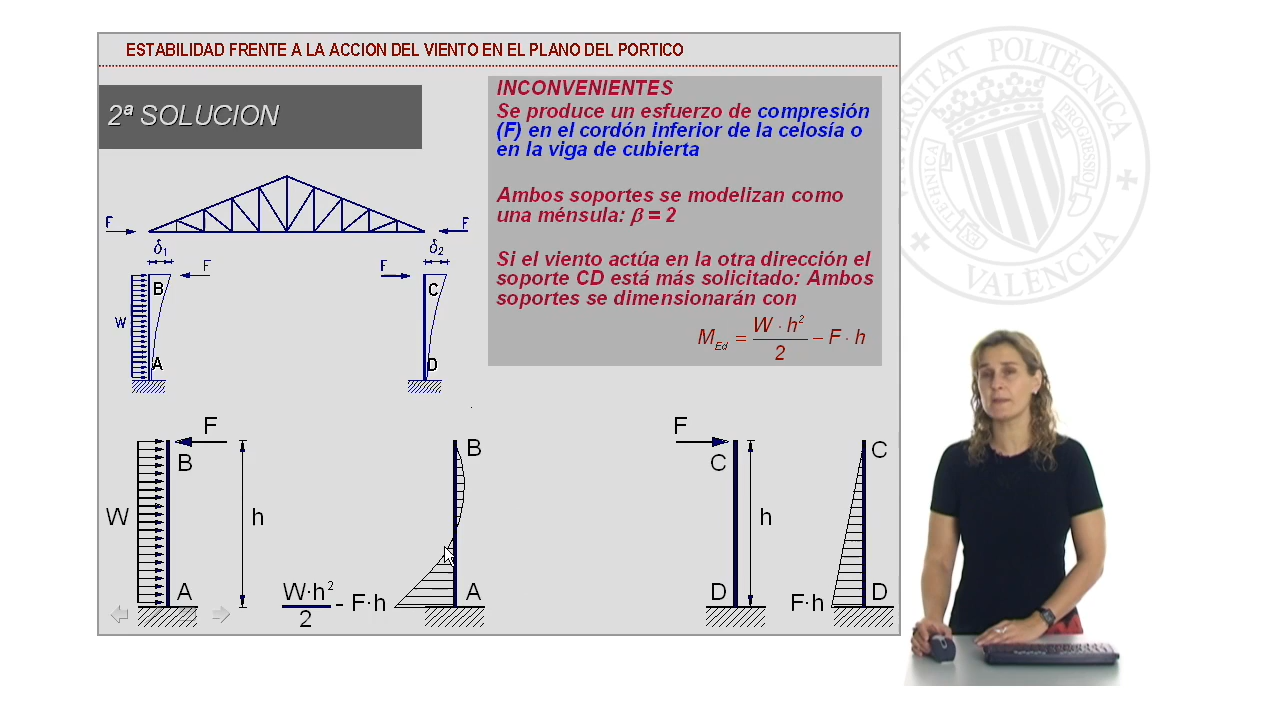 ESTABILIDAD FRENTE A LA ACCION DEL VIENTO EN EL PLANO DEL PORTICO
2ª SOLUCION
INCONVENIENTES
Se produce un esfuerzo de compresión
(F) en el cordón inferior de la celosía o
en la viga de cubierta
Ambos soportes se modelizan como
una ménsula: β = 2
Si el viento actúa en la otra dirección el
soporte CD está más solicitado: Ambos
soportes se dimensionarán con
M_Ed = W · h² / 2 − F · h
F F
δ₁ δ₂
F F
B C
W
A D
F
B
W h
A
B
W·h² / 2 - F·h A
F
C
h
D
C
F·h D
UNIVERSITAT POLITÈCNICA
VALENCIA